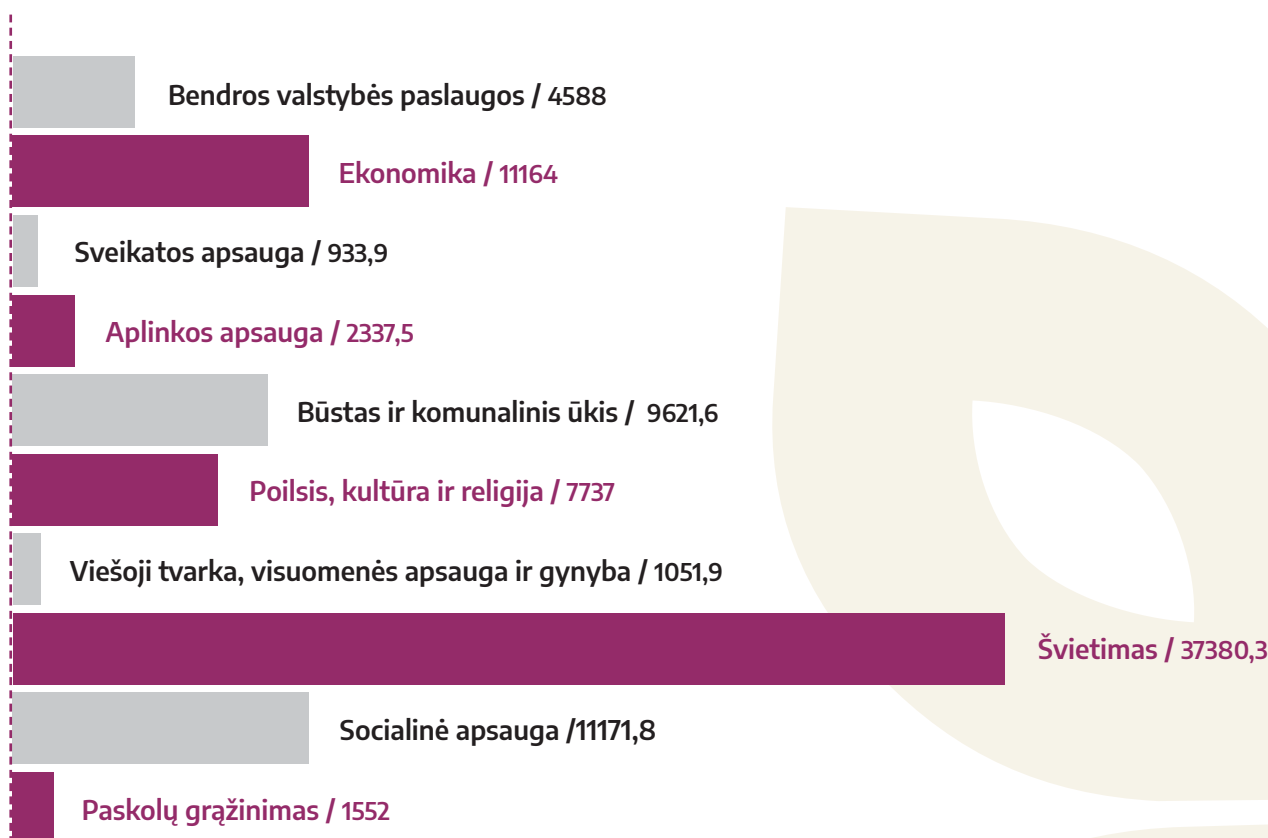 Bendros valstybės paslaugos / 4588
Ekonomika / 11164
Sveikatos apsauga / 933,9
Aplinkos apsauga / 2337,5
Būstas ir komunalinis ūkis / 9621,6
Poilsis, kultūra ir religija / 7737
Viešoji tvarka, visuomenės apsauga ir gynyba / 1051,9
Švietimas / 37380,3
Socialinė apsauga /11171,8
Paskolų grąžinimas / 1552